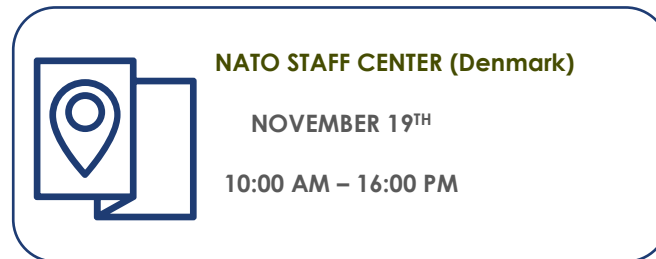 NATO STAFF CENTER (Denmark)
NOVEMBER 19TH
10:00 AM – 16:00 PM